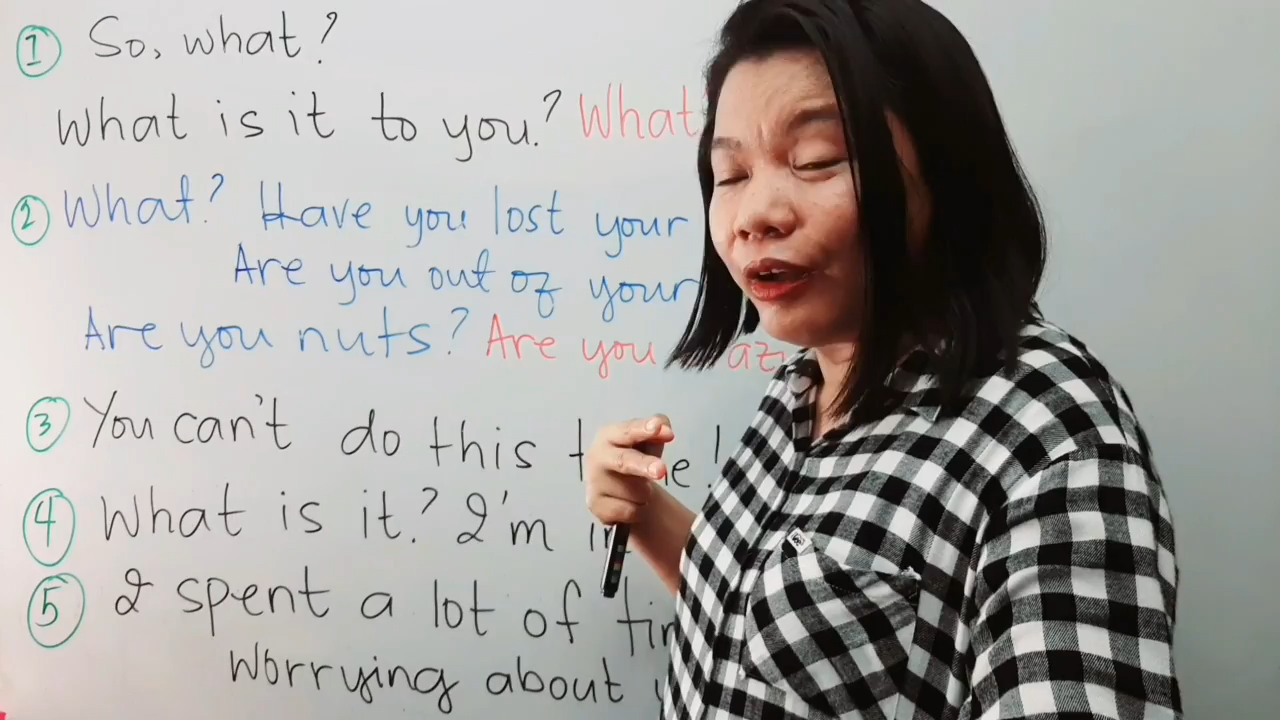 ① So, what?
What is it to you? What
② What? Have you lost your
Are you out of your
Are you nuts? Are you
③ You can't do this !
④ What is it? I'm
⑤ I spent a lot of
Worrying about